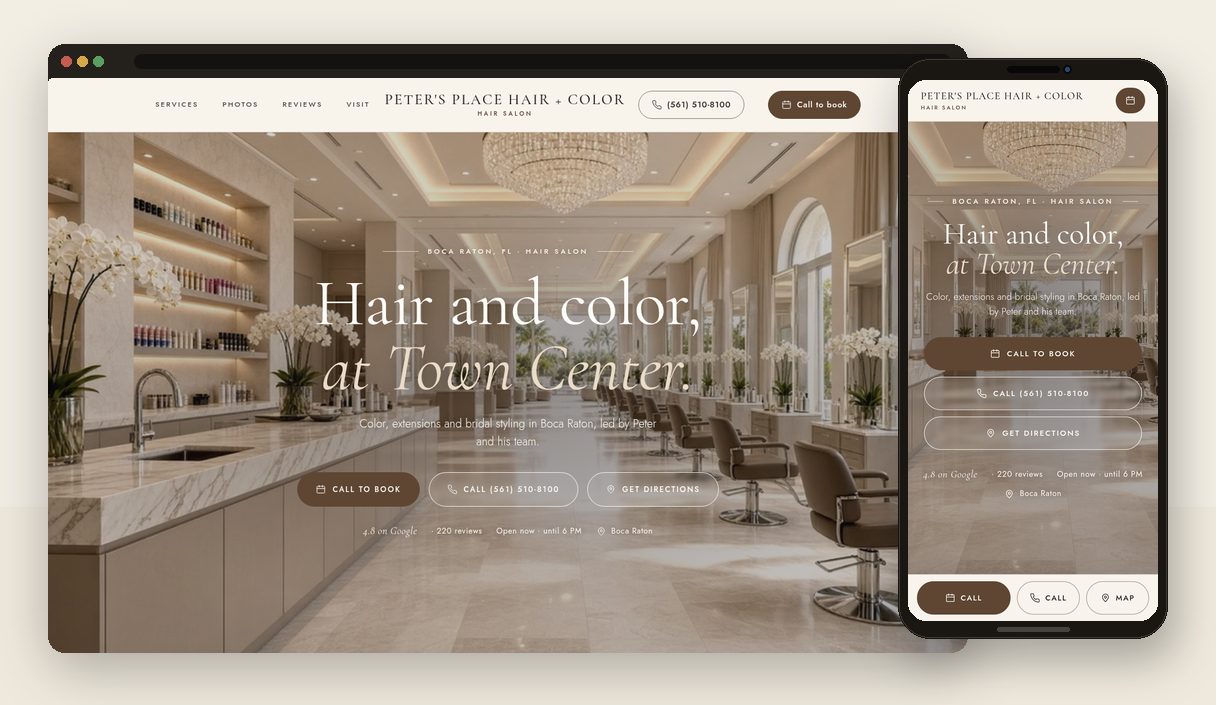 SERVICES
PHOTOS
REVIEWS
VISIT
PETER'S PLACE HAIR + COLOR
HAIR SALON
(561) 510-8100
Call to book
BOCA RATON, FL · HAIR SALON
Hair and color,
at Town Center.
Color, extensions and bridal styling in Boca Raton, led by Peter
and his team.
CALL TO BOOK
CALL (561) 510-8100
GET DIRECTIONS
4.8 on Google · 220 reviews Open now · until 6 PM Boca Raton
PETER'S PLACE HAIR + COLOR
HAIR SALON
BOCA RATON, FL · HAIR SALON
Hair and color,
at Town Center.
Color, extensions and bridal styling in Boca Raton, led
by Peter and his team.
CALL TO BOOK
CALL (561) 510-8100
GET DIRECTIONS
4.8 on Google · 220 reviews Open now · until 6 PM
Boca Raton
CALL
CALL
MAP